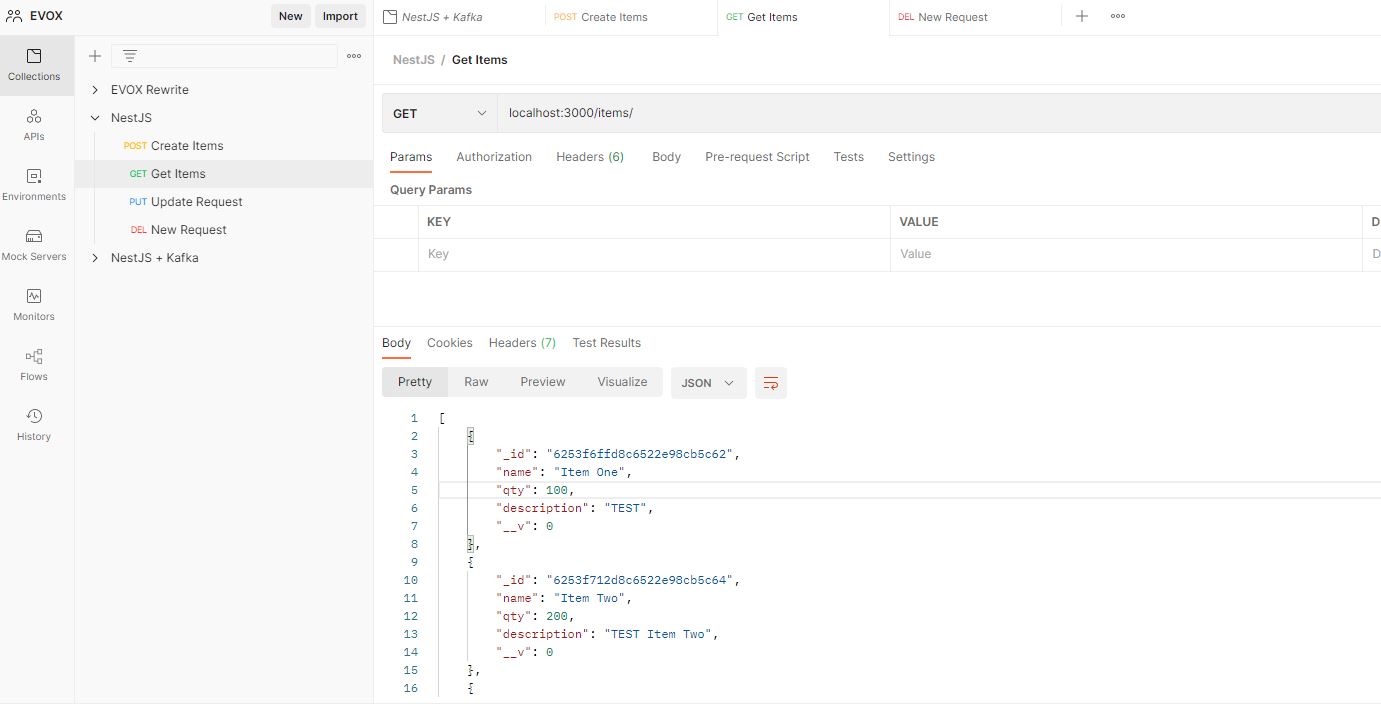 EVOX New Import
NestJS + Kafka POST Create Items GET Get Items DEL New Request
Collections
APIs
Environments
Mock Servers
Monitors
Flows
History
EVOX Rewrite
NestJS
POST Create Items
GET Get Items
PUT Update Request
DEL New Request
NestJS + Kafka
NestJS / Get Items
GET localhost:3000/items/
Params Authorization Headers (6) Body Pre-request Script Tests Settings
Query Params
KEY VALUE D
Key Value D
Body Cookies Headers (7) Test Results
Pretty Raw Preview Visualize JSON
1 [
2 {
3 "_id": "6253f6ffd8c6522e98cb5c62",
4 "name": "Item One",
5 "qty": 100,
6 "description": "TEST",
7 "__v": 0
8 },
9 {
10 "_id": "6253f712d8c6522e98cb5c64",
11 "name": "Item Two",
12 "qty": 200,
13 "description": "TEST Item Two",
14 "__v": 0
15 },
16 {